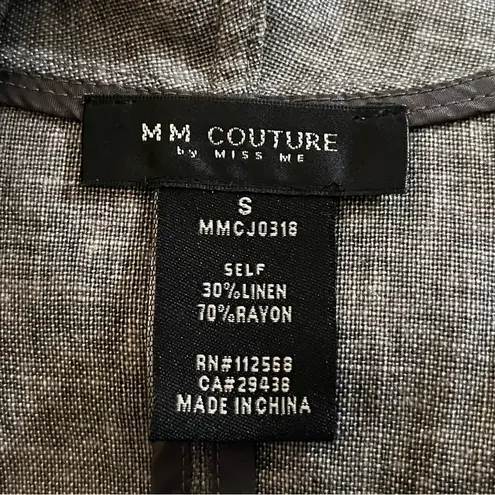 MM COUTURE
by MISS ME
S
MMCJ0318
SELF
30%LINEN
70%RAYON
RN#112568
CA#29438
MADE IN CHINA